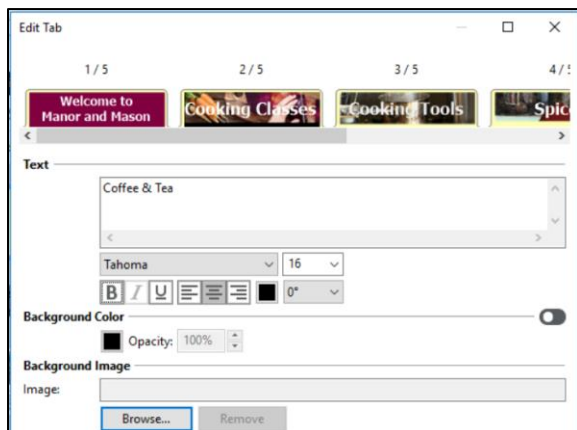 Edit Tab
1 / 5
2 / 5
3 / 5
4 /
Welcome to
Manor and Mason
Cooking Classes
Cooking Tools
Spic
Text
Coffee & Tea
Tahoma
16
B I U
0°
Background Color
Opacity: 100%
Background Image
Image:
Browse...
Remove